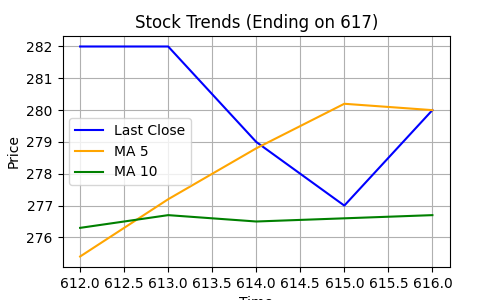 Stock Trends (Ending on 617)
Price
282
281
280
279
278
277
276
Last Close
MA 5
MA 10
612.0 612.5 613.0 613.5 614.0 614.5 615.0 615.5 616.0
Time